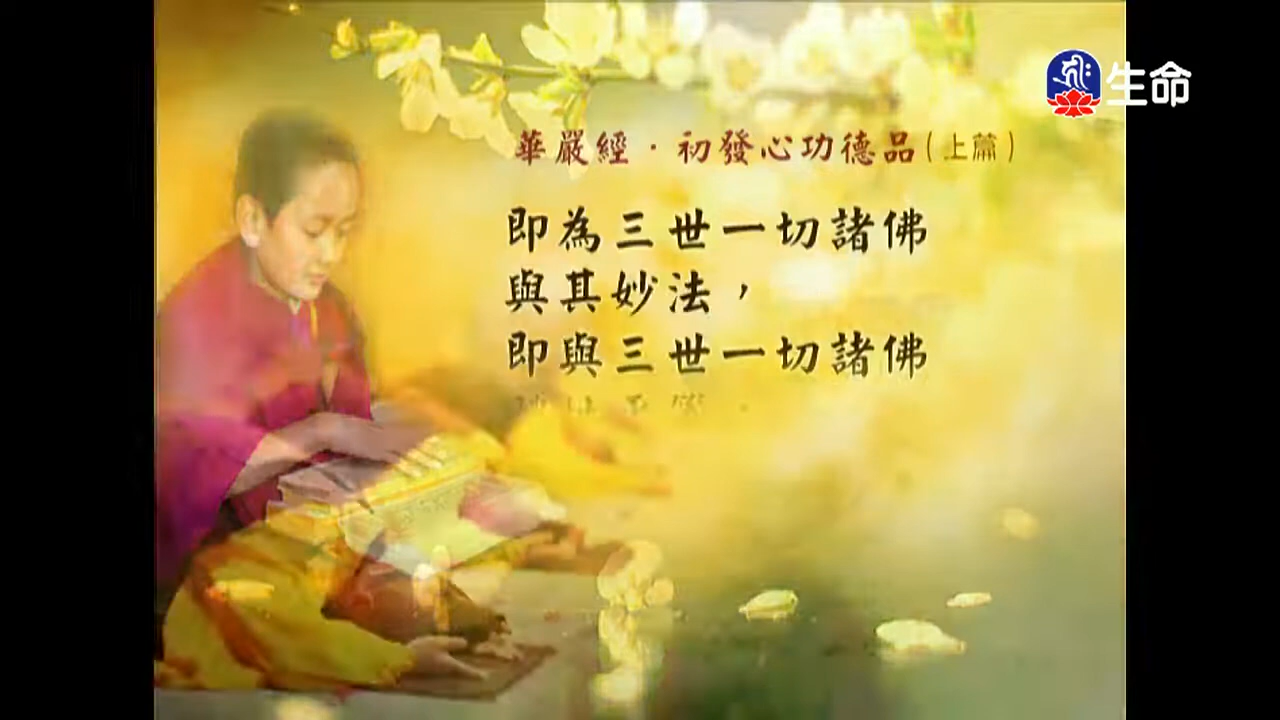 生命
華嚴經·初發心功德品(上篇)
即為三世一切諸佛
與其妙法，
即與三世一切諸佛